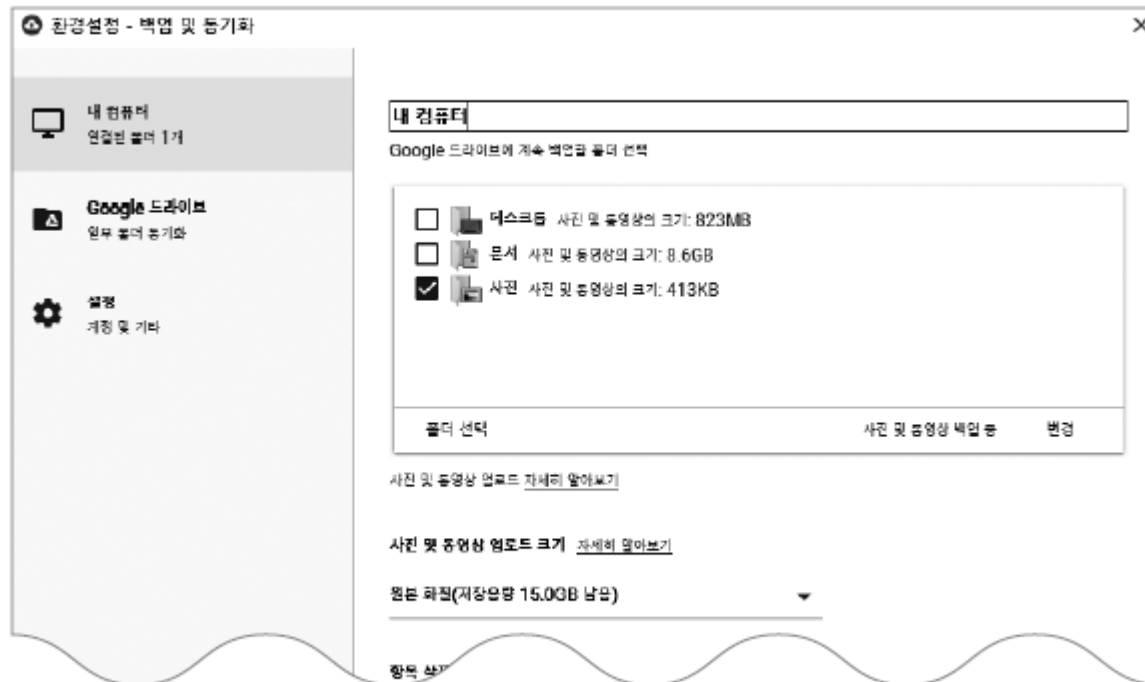 환경설정 - 백업 및 동기화
내 컴퓨터
연결된 폴더 1개
Google 드라이브
일부 폴더 동기화
설정
계정 및 기타
내 컴퓨터
Google 드라이브에 계속 백업할 폴더 선택
데스크톱 사진 및 동영상의 크기: 823MB
문서 사진 및 동영상의 크기: 8.6GB
사진 사진 및 동영상의 크기: 413KB
폴더 선택 사진 및 동영상 백업 중 변경
사진 및 동영상 업로드 자세히 알아보기
사진 및 동영상 업로드 크기 자세히 알아보기
원본 화질(저장용량 15.0GB 남음)
항목